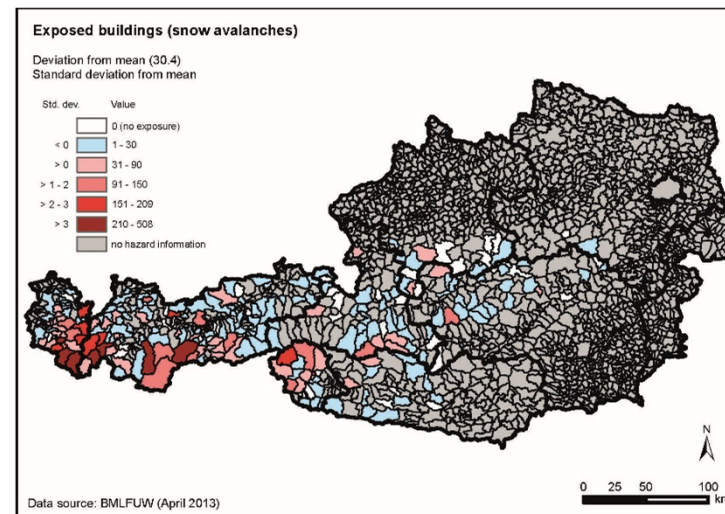 Exposed buildings (snow avalanches)
Deviation from mean (30.4)
Standard deviation from mean
Std. dev. Value
0 (no exposure)
< 0 1 - 30
> 0 31 - 90
> 1 - 2 91 - 150
> 2 - 3 151 - 209
> 3 210 - 508
no hazard information
N
0 25 50 100
km
Data source: BMLFUW (April 2013)